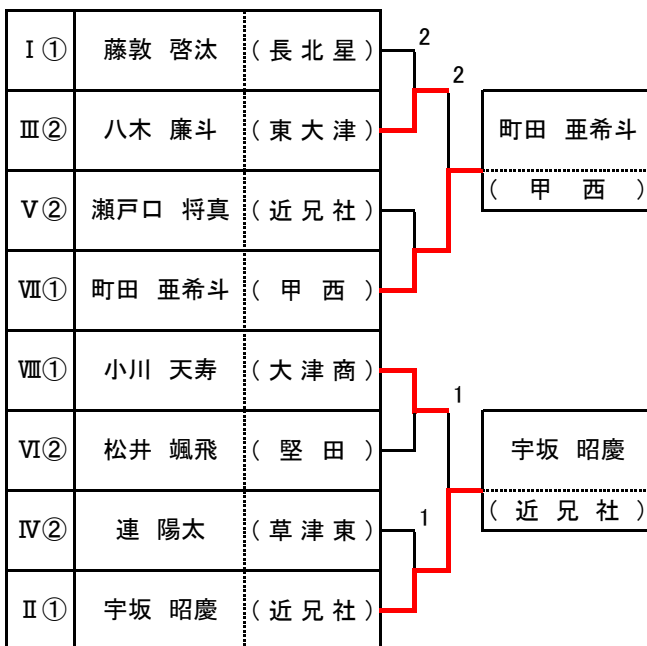 Ⅰ① 藤敦 啓汰 (長北星)
2
2
Ⅲ② 八木 廉斗 (東大津)
町田 亜希斗
(甲西)
Ⅴ② 瀬戸口 将真 (近兄社)
Ⅶ① 町田 亜希斗 (甲西)
Ⅷ① 小川 天寿 (大津商)
1
Ⅵ② 松井 颯飛 (堅田)
宇坂 昭慶
(近兄社)
Ⅳ② 連 陽太 (草津東)
1
Ⅱ① 宇坂 昭慶 (近兄社)